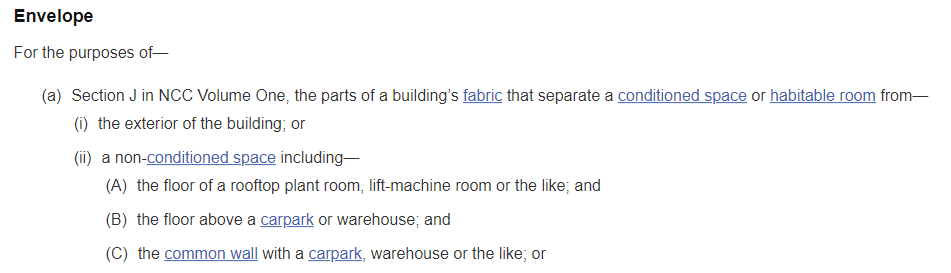 Envelope
For the purposes of—
(a) Section J in NCC Volume One, the parts of a building's fabric that separate a conditioned space or habitable room from—
(i) the exterior of the building; or
(ii) a non-conditioned space including—
(A) the floor of a rooftop plant room, lift-machine room or the like; and
(B) the floor above a carpark or warehouse; and
(C) the common wall with a carpark, warehouse or the like; or